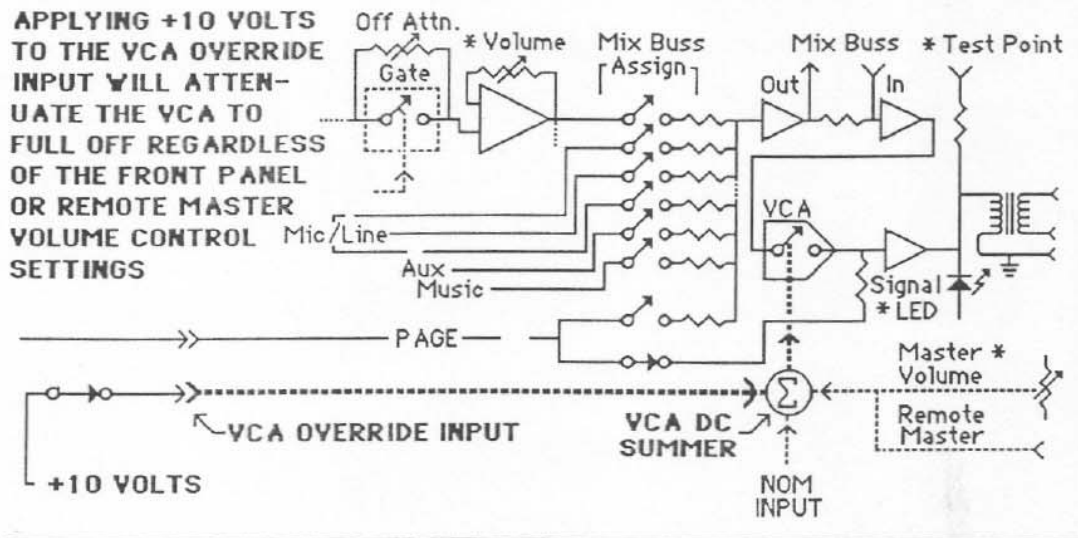 APPLYING +10 VOLTS
TO THE VCA OVERRIDE
INPUT WILL ATTEN-
UATE THE VCA TO
FULL OFF REGARDLESS
OF THE FRONT PANEL
OR REMOTE MASTER
VOLUME CONTROL
SETTINGS
Off Attn.
Gate
* Volume
Mix Buss
Assign
Mix Buss
Out
In
* Test Point
Mic/Line
Aux
Music
VCA
Signal
* LED
PAGE
Master *
Volume
Remote
Master
Σ
VCA OVERRIDE INPUT
VCA DC
SUMMER
+10 VOLTS
NOM
INPUT